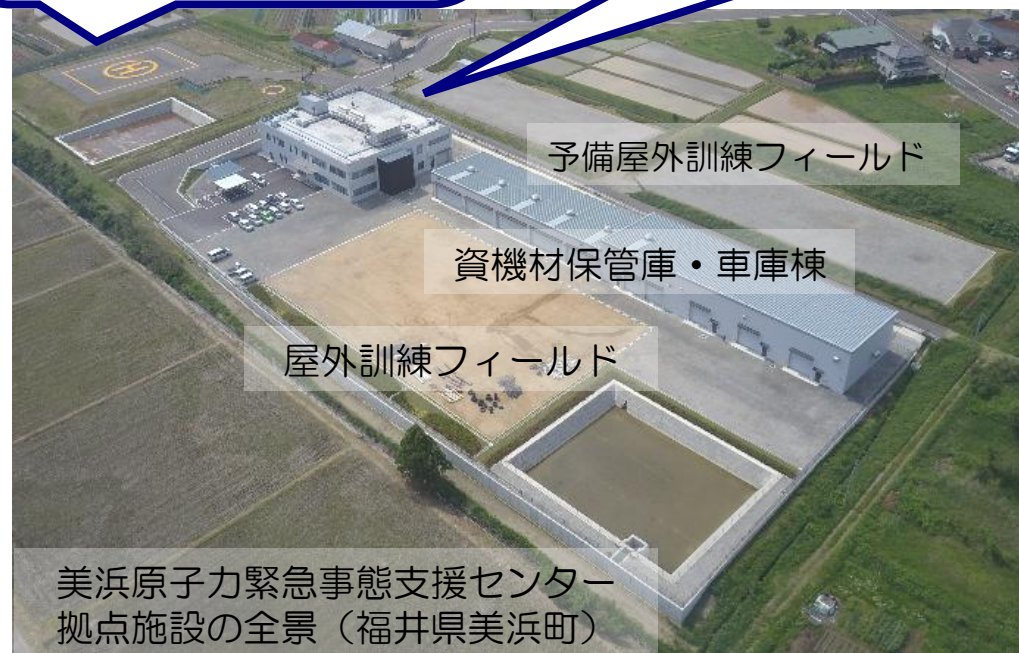 予備屋外訓練フィールド
資機材保管庫・車庫棟
屋外訓練フィールド
美浜原子力緊急事態支援センター
拠点施設の全景（福井県美浜町）
H